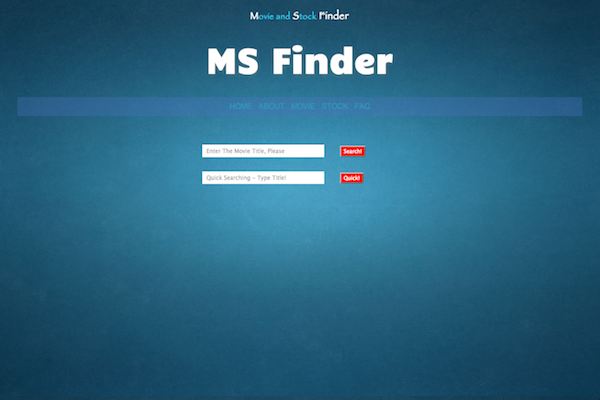 Movie and Stock Finder
MS Finder
HOME ABOUT MOVIE STOCK FAQ
Enter The Movie Title, Please
Search!
Quick Searching - Type Title!
Quick!